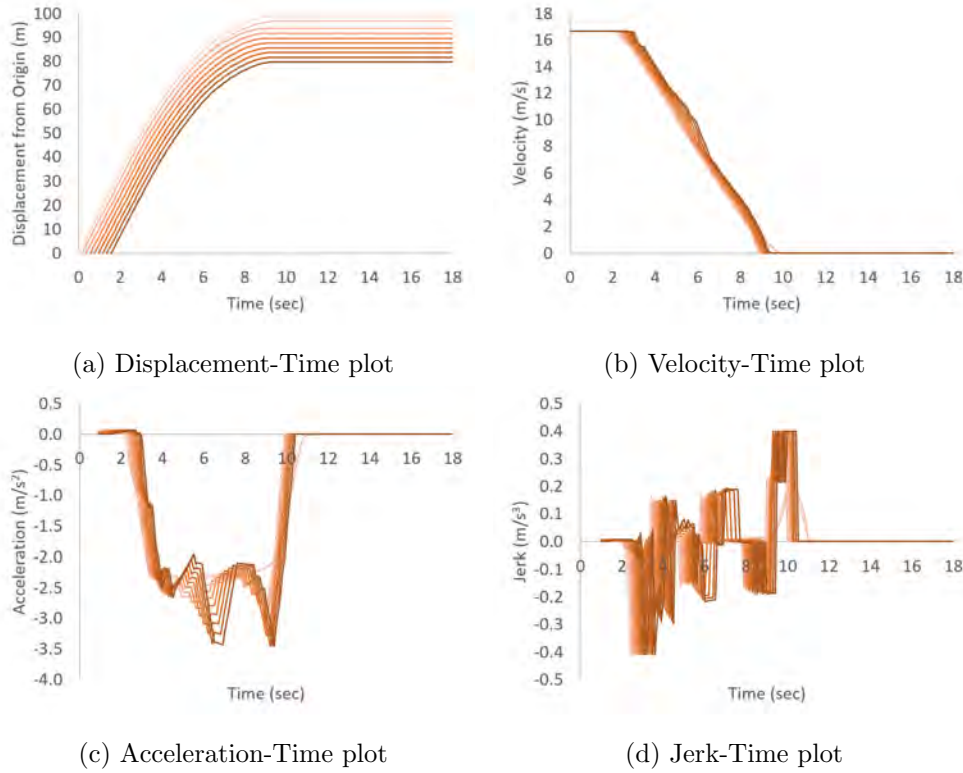 100
90
80
70
60
50
40
30
20
10
0
Displacement from Origin (m)
0 2 4 6 8 10 12 14 16 18
Time (sec)
(a) Displacement-Time plot
18
16
14
12
10
8
6
4
2
0
Velocity (m/s)
0 2 4 6 8 10 12 14 16 18
Time (sec)
(b) Velocity-Time plot
0.5
0.0
-0.5
-1.0
-1.5
-2.0
-2.5
-3.0
-3.5
-4.0
Acceleration (m/s²)
0 2 4 6 8 10 12 14 16 18
Time (sec)
(c) Acceleration-Time plot
0.5
0.4
0.3
0.2
0.1
0.0
-0.1
-0.2
-0.3
-0.4
-0.5
Jerk (m/s³)
0 2 4 6 8 10 12 14 16 18
Time (sec)
(d) Jerk-Time plot